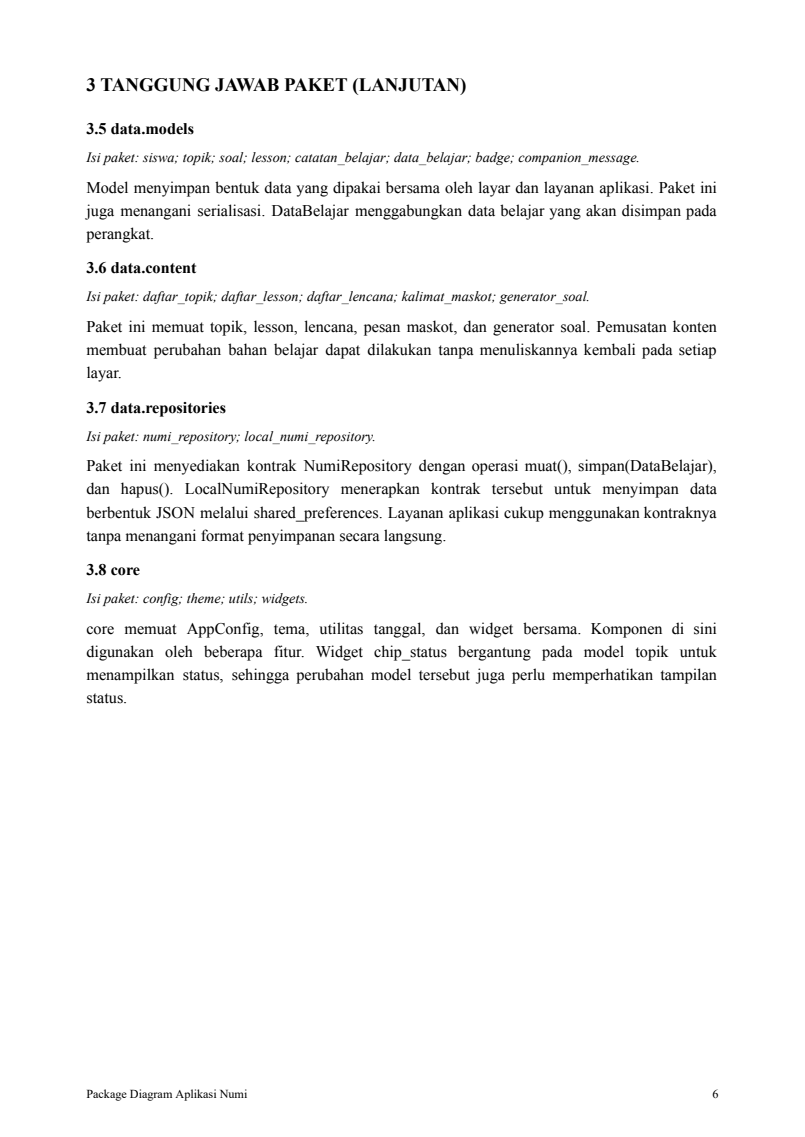 3 TANGGUNG JAWAB PAKET (LANJUTAN)
3.5 data.models
Isi paket: siswa; topik; soal; lesson; catatan_belajar; data_belajar; badge; companion_message.
Model menyimpan bentuk data yang dipakai bersama oleh layar dan layanan aplikasi. Paket ini
juga menangani serialisasi. DataBelajar menggabungkan data belajar yang akan disimpan pada
perangkat.
3.6 data.content
Isi paket: daftar_topik; daftar_lesson; daftar_lencana; kalimat_maskot; generator_soal.
Paket ini memuat topik, lesson, lencana, pesan maskot, dan generator soal. Pemusatan konten
membuat perubahan bahan belajar dapat dilakukan tanpa menuliskannya kembali pada setiap
layar.
3.7 data.repositories
Isi paket: numi_repository; local_numi_repository.
Paket ini menyediakan kontrak NumiRepository dengan operasi muat(), simpan(DataBelajar),
dan hapus(). LocalNumiRepository menerapkan kontrak tersebut untuk menyimpan data
berbentuk JSON melalui shared_preferences. Layanan aplikasi cukup menggunakan kontraknya
tanpa menangani format penyimpanan secara langsung.
3.8 core
Isi paket: config; theme; utils; widgets.
core memuat AppConfig, tema, utilitas tanggal, dan widget bersama. Komponen di sini
digunakan oleh beberapa fitur. Widget chip_status bergantung pada model topik untuk
menampilkan status, sehingga perubahan model tersebut juga perlu memperhatikan tampilan
status.
Package Diagram Aplikasi Numi 6